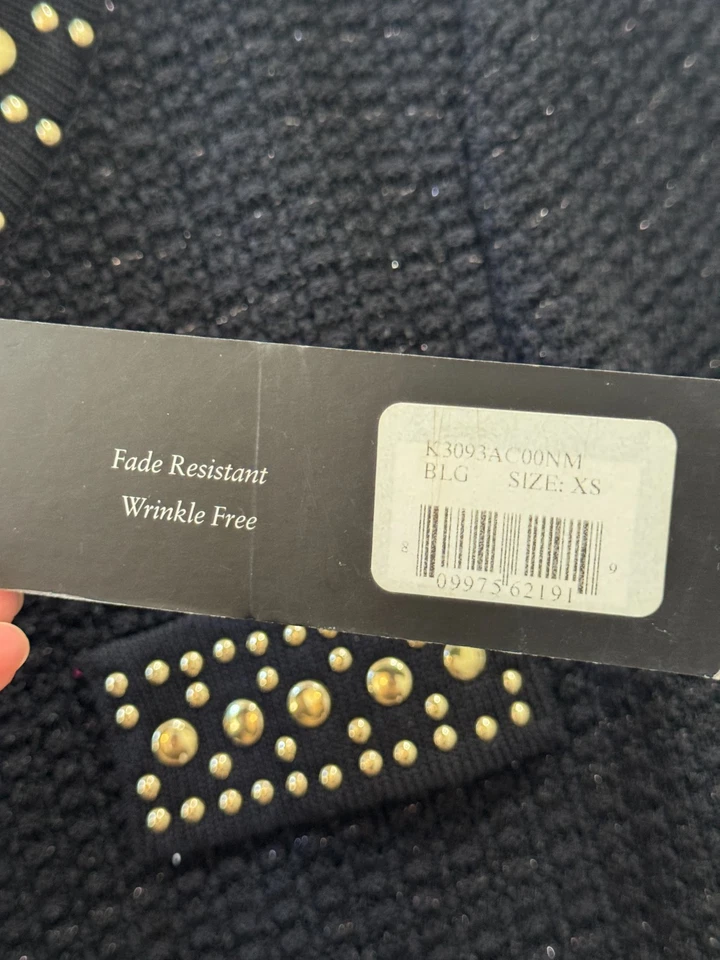 Fade Resistant
Wrinkle Free
K3093AC00NM
BLG SIZE: XS
8 09975 62191 9